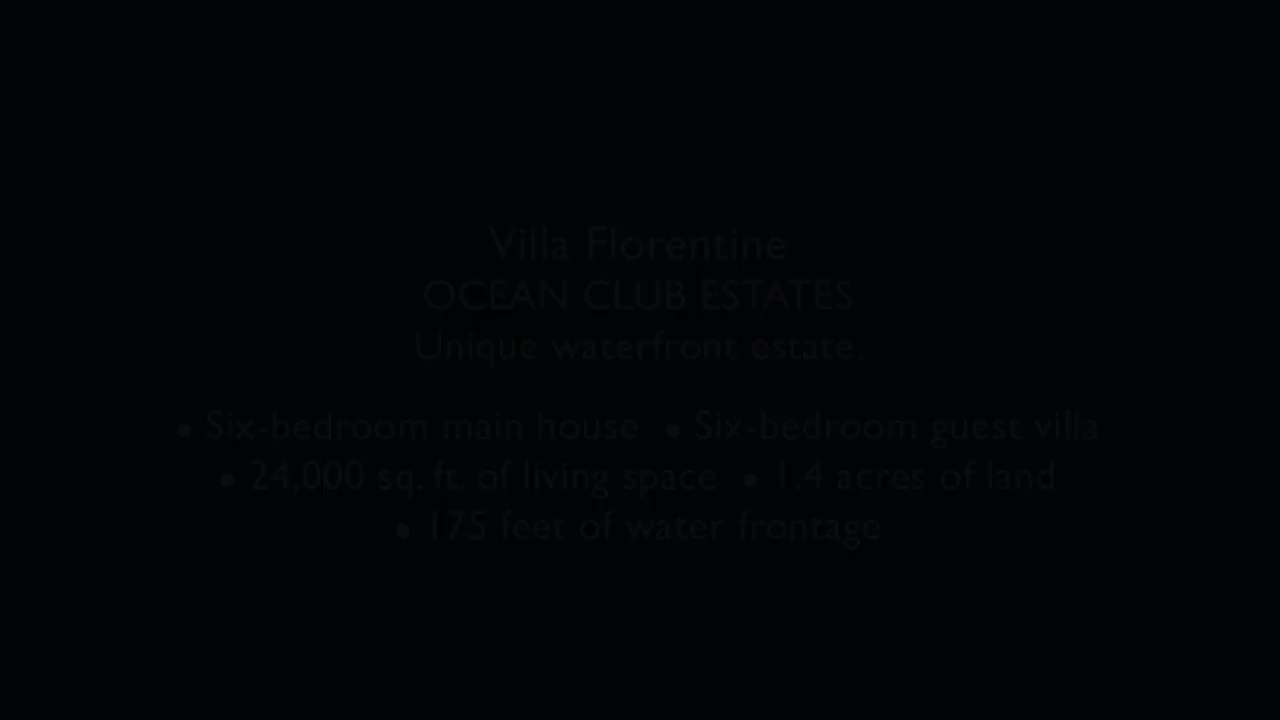 Villa Florentine
OCEAN CLUB ESTATES
Unique waterfront estate.
• Six-bedroom main house • Six-bedroom guest villa
• 24,000 sq. ft. of living space • 1.4 acres of land
• 175 feet of water frontage